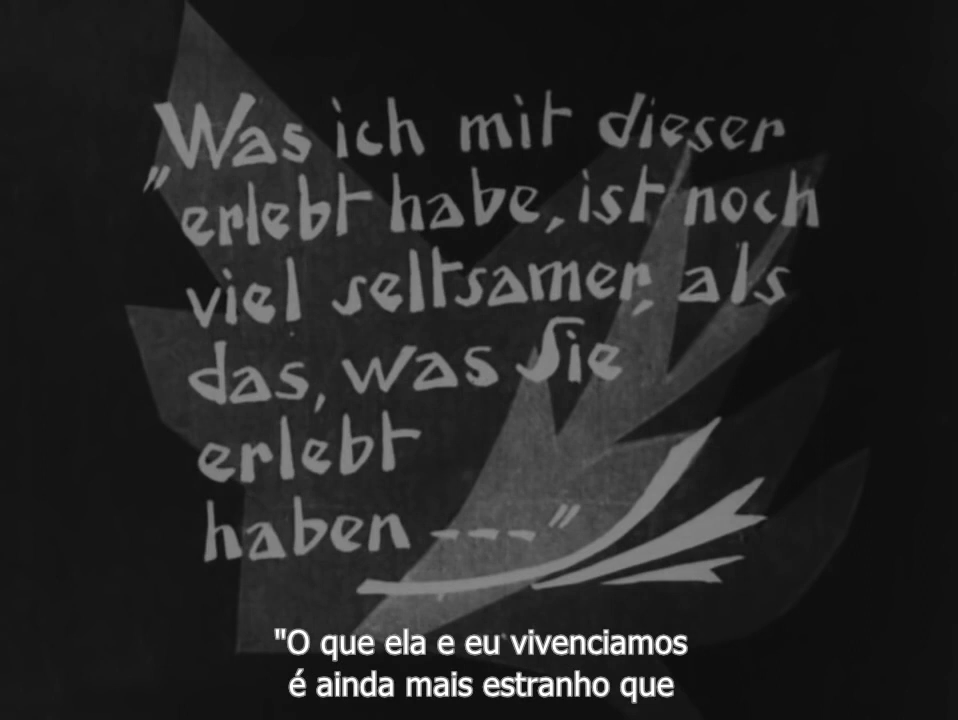 „Was ich mit dieser
erlebt habe, ist noch
viel seltsamer, als
das, was Sie
erlebt
haben ---"
"O que ela e eu vivenciamos
é ainda mais estranho que